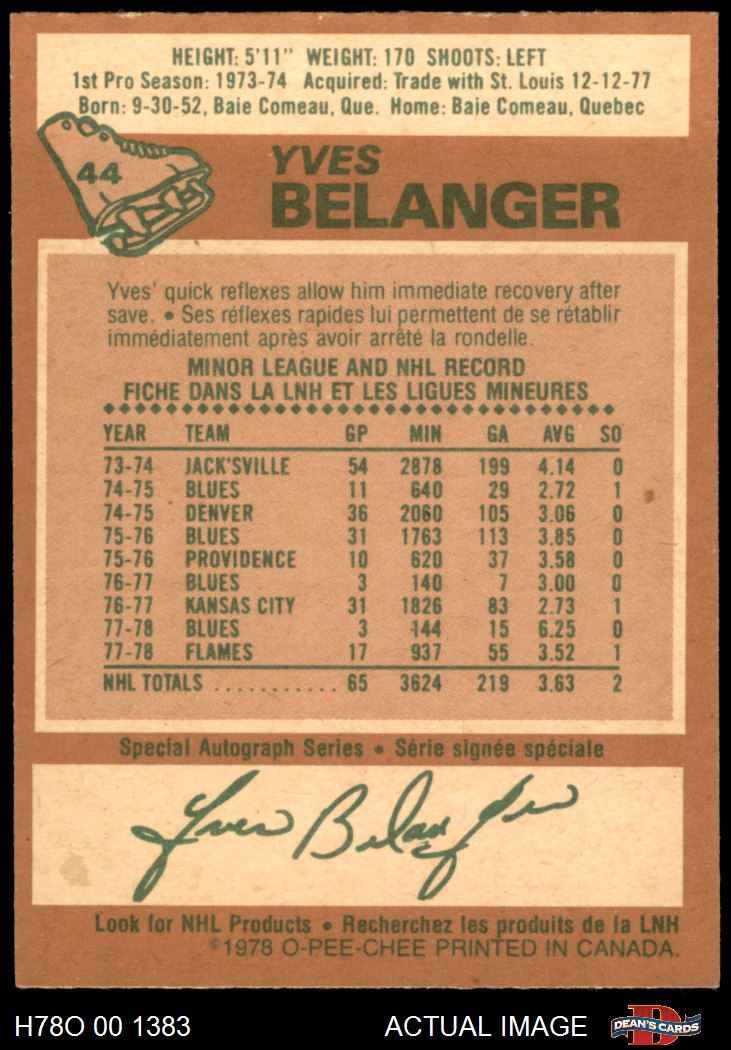 HEIGHT: 5'11" WEIGHT: 170 SHOOTS: LEFT
1st Pro Season: 1973-74 Acquired: Trade with St. Louis 12-12-77
Born: 9-30-52, Baie Comeau, Que. Home: Baie Comeau, Quebec
44
YVES
BELANGER
Yves' quick reflexes allow him immediate recovery after
save. • Ses réflexes rapides lui permettent de se rétablir
immédiatement après avoir arrêté la rondelle.
MINOR LEAGUE AND NHL RECORD
FICHE DANS LA LNH ET LES LIGUES MINEURES
YEAR TEAM GP MIN GA AVG SO
73-74 JACK'SVILLE 54 2878 199 4.14 0
74-75 BLUES 11 640 29 2.72 1
74-75 DENVER 36 2060 105 3.06 0
75-76 BLUES 31 1763 113 3.85 0
75-76 PROVIDENCE 10 620 37 3.58 0
76-77 BLUES 3 140 7 3.00 0
76-77 KANSAS CITY 31 1826 83 2.73 1
77-78 BLUES 3 144 15 6.25 0
77-78 FLAMES 17 937 55 3.52 1
NHL TOTALS ........... 65 3624 219 3.63 2
Special Autograph Series • Série signée spéciale
Yves Belanger
Look for NHL Products • Recherchez les produits de la LNH
©1978 O-PEE-CHEE PRINTED IN CANADA.
H78O 00 1383 ACTUAL IMAGE D DEAN'S CARDS